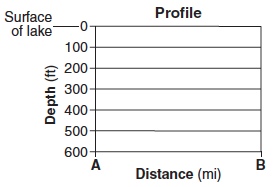 Profile
Surface
of lake
0
100
200
300
400
500
600
Depth (ft)
A
B
Distance (mi)